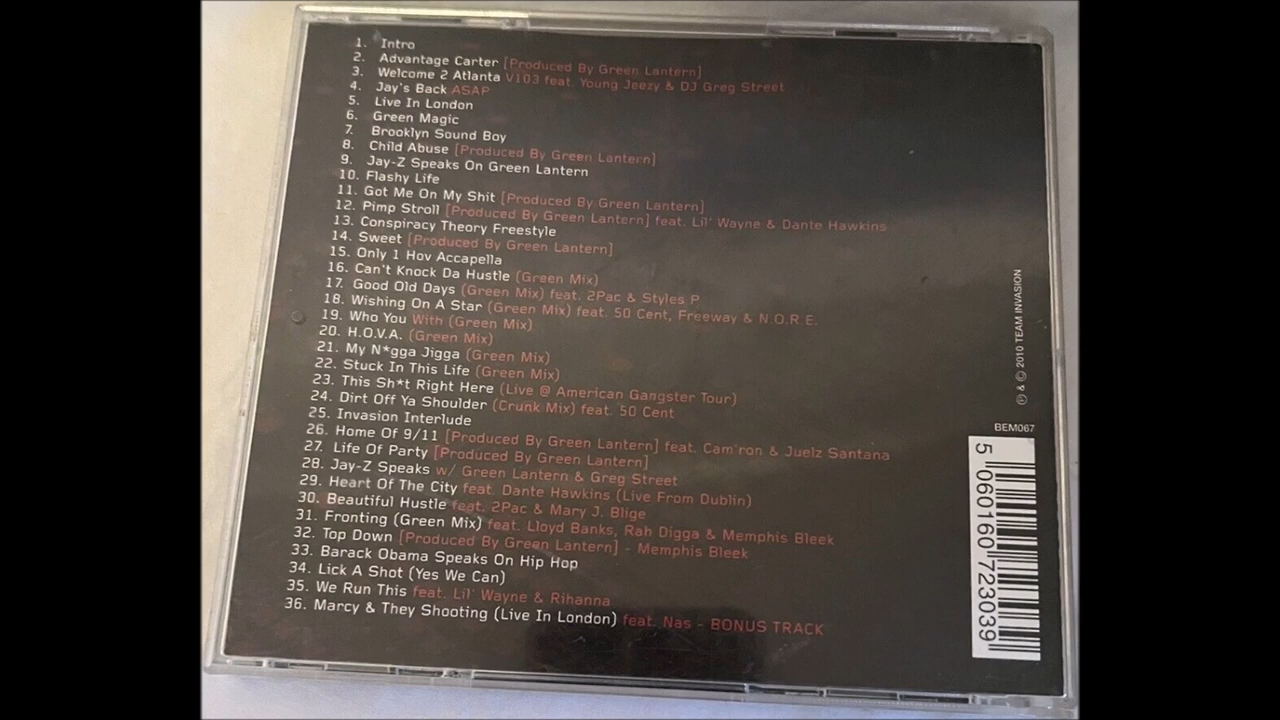 1. Intro
2. Advantage Carter [Produced By Green Lantern]
3. Welcome 2 Atlanta V103 feat. Young Jeezy & DJ Greg Street
4. Jay's Back ASAP
5. Live In London
6. Green Magic
7. Brooklyn Sound Boy
8. Child Abuse [Produced By Green Lantern]
9. Jay-Z Speaks On Green Lantern
10. Flashy Life
11. Got Me On My Shit [Produced By Green Lantern]
12. Pimp Stroll [Produced By Green Lantern] feat. Lil' Wayne & Dante Hawkins
13. Conspiracy Theory Freestyle
14. Sweet [Produced By Green Lantern]
15. Only 1 Hov Accapella
16. Can't Knock Da Hustle (Green Mix)
17. Good Old Days (Green Mix) feat. 2Pac & Styles P
18. Wishing On A Star (Green Mix) feat. 50 Cent, Freeway & N.O.R.E.
19. Who You With (Green Mix)
20. H.O.V.A. (Green Mix)
21. My N*gga Jigga (Green Mix)
22. Stuck In This Life (Green Mix)
23. This Sh*t Right Here (Live @ American Gangster Tour)
24. Dirt Off Ya Shoulder (Crunk Mix) feat. 50 Cent
25. Invasion Interlude
26. Home Of 9/11 [Produced By Green Lantern] feat. Cam'ron & Juelz Santana
27. Life Of Party [Produced By Green Lantern]
28. Jay-Z Speaks w/ Green Lantern & Greg Street
29. Heart Of The City feat. Dante Hawkins (Live From Dublin)
30. Beautiful Hustle feat. 2Pac & Mary J. Blige
31. Fronting (Green Mix) feat. Lloyd Banks, Rah Digga & Memphis Bleek
32. Top Down [Produced By Green Lantern] - Memphis Bleek
33. Barack Obama Speaks On Hip Hop
34. Lick A Shot (Yes We Can)
35. We Run This feat. Lil' Wayne & Rihanna
36. Marcy & They Shooting (Live In London) feat. Nas - BONUS TRACK
℗ & © 2010 TEAM INVASION
BEM067
5 060160 723039